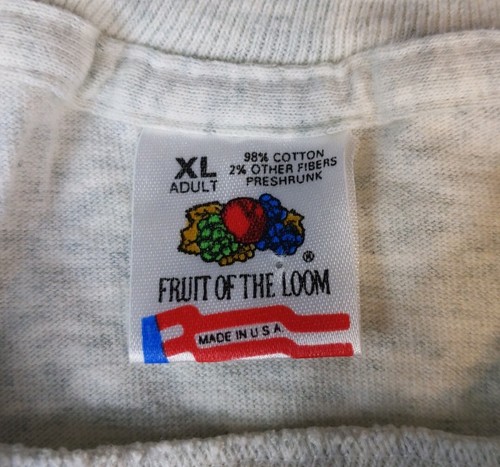 XL
ADULT
98% COTTON
2% OTHER FIBERS
PRESHRUNK
®
FRUIT OF THE LOOM
MADE IN U.S.A.